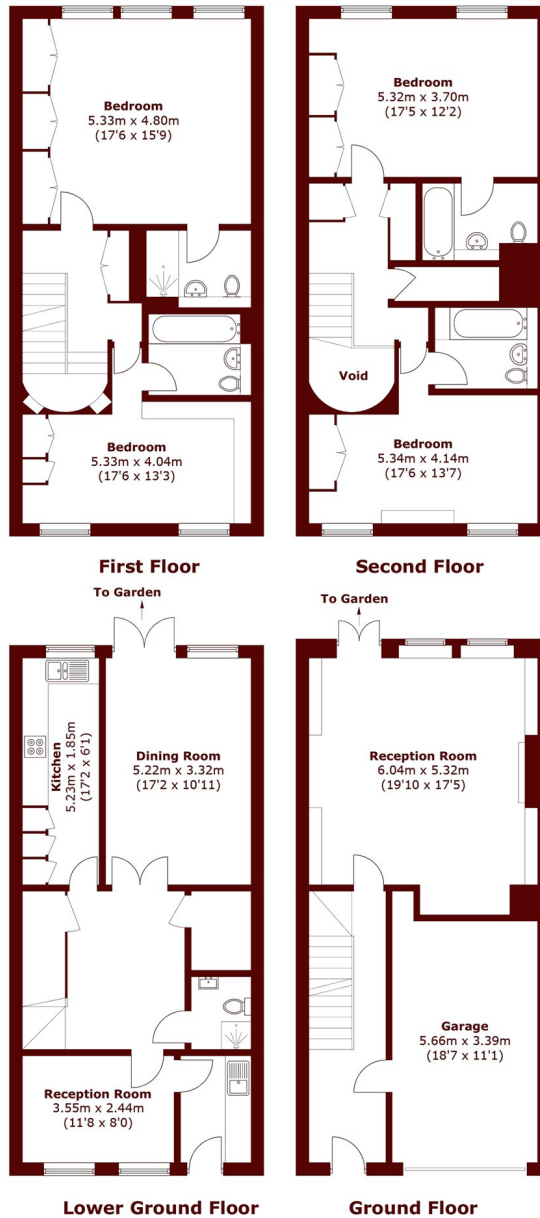 Bedroom
5.33m x 4.80m
(17'6 x 15'9)
Bedroom
5.33m x 4.04m
(17'6 x 13'3)
First Floor
Bedroom
5.32m x 3.70m
(17'5 x 12'2)
Void
Bedroom
5.34m x 4.14m
(17'6 x 13'7)
Second Floor
To Garden
Kitchen
5.23m x 1.85m
(17'2 x 6'1)
Dining Room
5.22m x 3.32m
(17'2 x 10'11)
Reception Room
3.55m x 2.44m
(11'8 x 8'0)
Lower Ground Floor
To Garden
Reception Room
6.04m x 5.32m
(19'10 x 17'5)
Garage
5.66m x 3.39m
(18'7 x 11'1)
Ground Floor